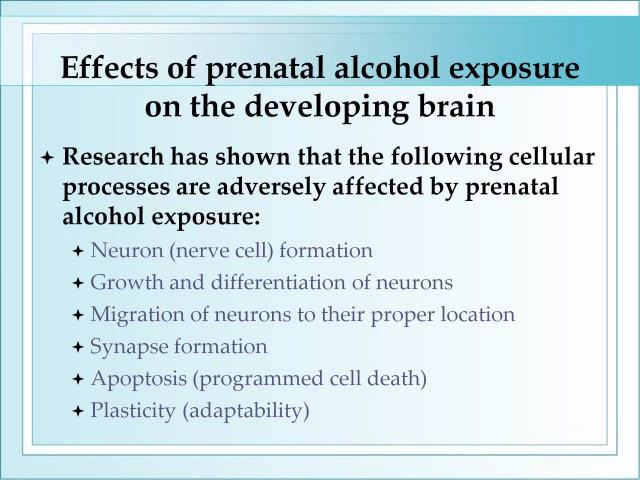 Effects of prenatal alcohol exposure
on the developing brain
Research has shown that the following cellular
processes are adversely affected by prenatal
alcohol exposure:
Neuron (nerve cell) formation
Growth and differentiation of neurons
Migration of neurons to their proper location
Synapse formation
Apoptosis (programmed cell death)
Plasticity (adaptability)